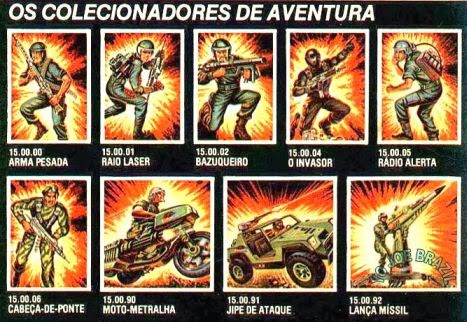 OS COLECIONADORES DE AVENTURA
15.00.00
ARMA PESADA
15.00.01
RAIO LASER
15.00.02
BAZUQUEIRO
15.00.04
O INVASOR
15.00.05
RÁDIO ALERTA
15.00.06
CABEÇA-DE-PONTE
15.00.90
MOTO-METRALHA
15.00.91
JIPE DE ATAQUE
15.00.92
LANÇA MÍSSIL
BRAZIL